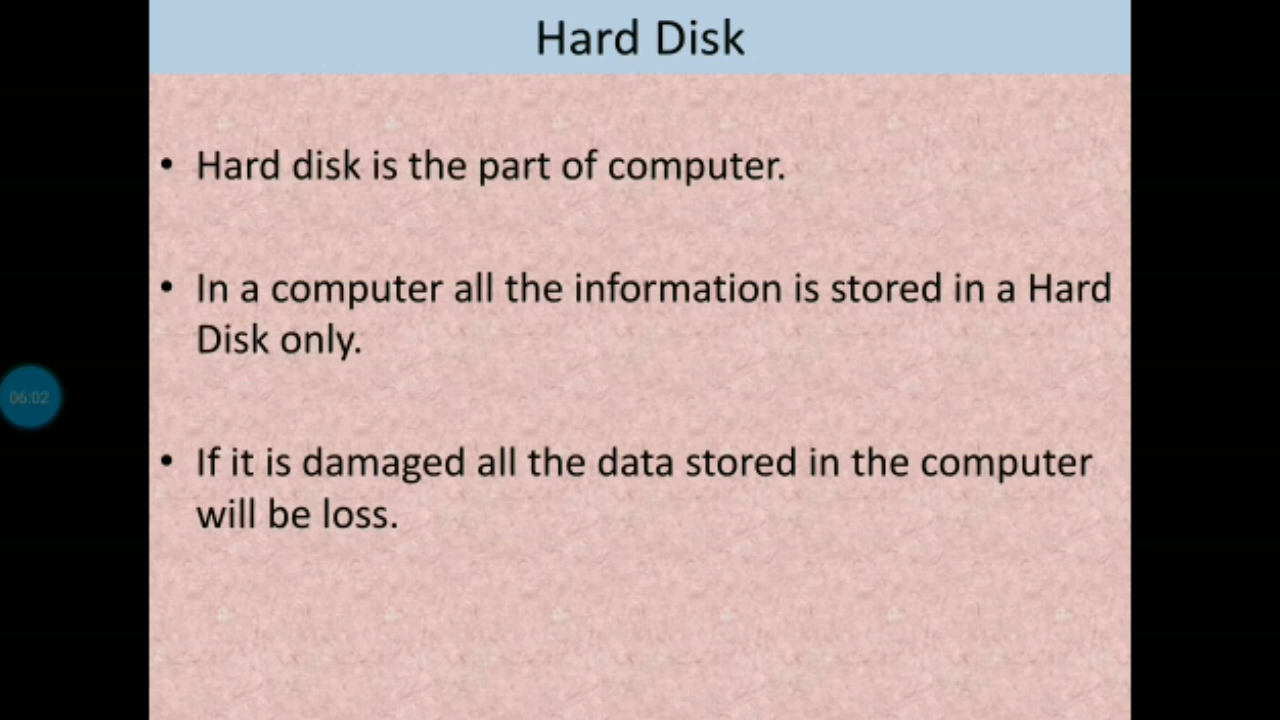 Hard Disk
• Hard disk is the part of computer.
• In a computer all the information is stored in a Hard
Disk only.
06:02
• If it is damaged all the data stored in the computer
will be loss.